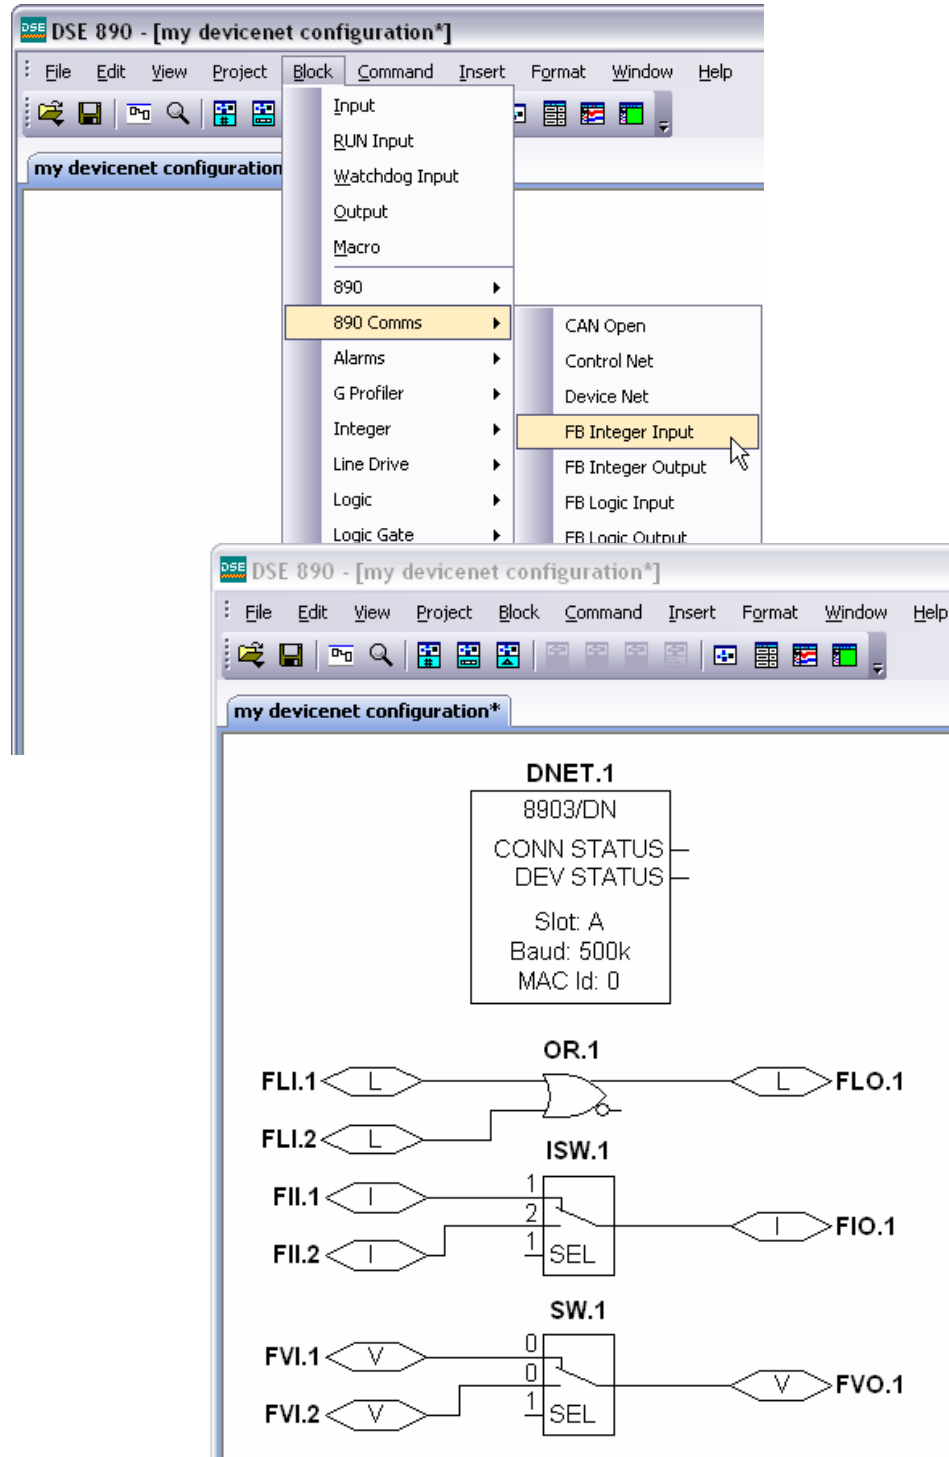 DSE DSE 890 - [my devicenet configuration*]
File Edit View Project Block Command Insert Format Window Help
my devicenet configuration
Input
RUN Input
Watchdog Input
Output
Macro
890
890 Comms
Alarms
G Profiler
Integer
Line Drive
Logic
Logic Gate
CAN Open
Control Net
Device Net
FB Integer Input
FB Integer Output
FB Logic Input
FB Logic Output
DSE DSE 890 - [my devicenet configuration*]
File Edit View Project Block Command Insert Format Window Help
my devicenet configuration*
DNET.1
8903/DN
CONN STATUS
DEV STATUS
Slot: A
Baud: 500k
MAC Id: 0
OR.1
FLI.1 L L FLO.1
FLI.2 L
ISW.1
FII.1 I 1
2 I FIO.1
FII.2 I 1 SEL
SW.1
FVI.1 V 0
0 V FVO.1
FVI.2 V 1 SEL